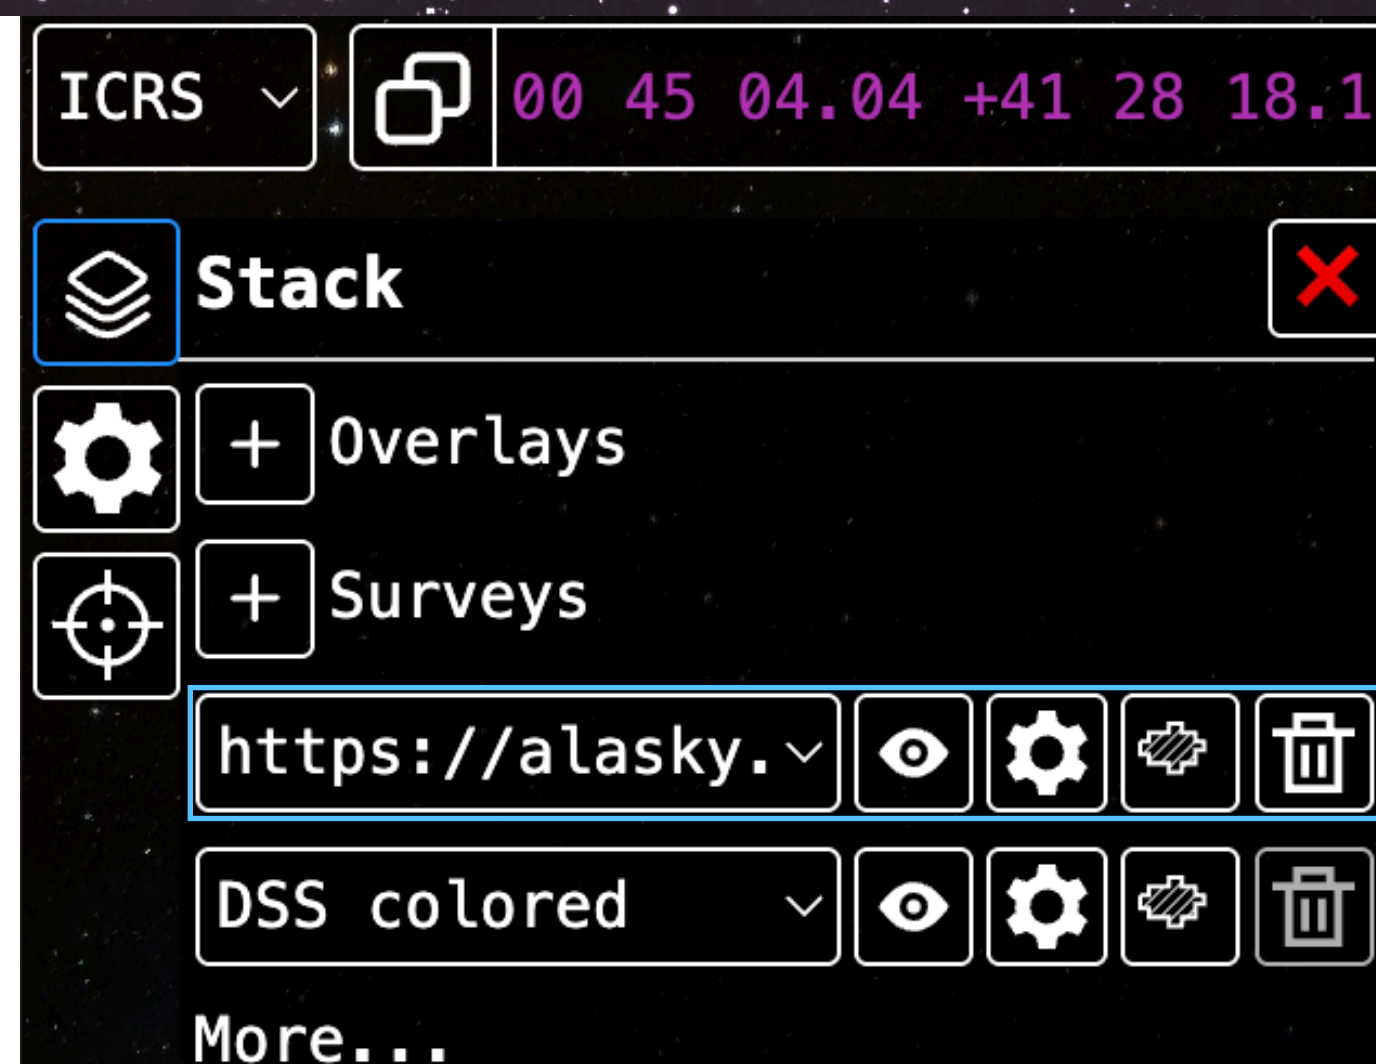 ICRS 00 45 04.04 +41 28 18.1
Stack
Overlays
Surveys
https://alasky.
DSS colored
More...